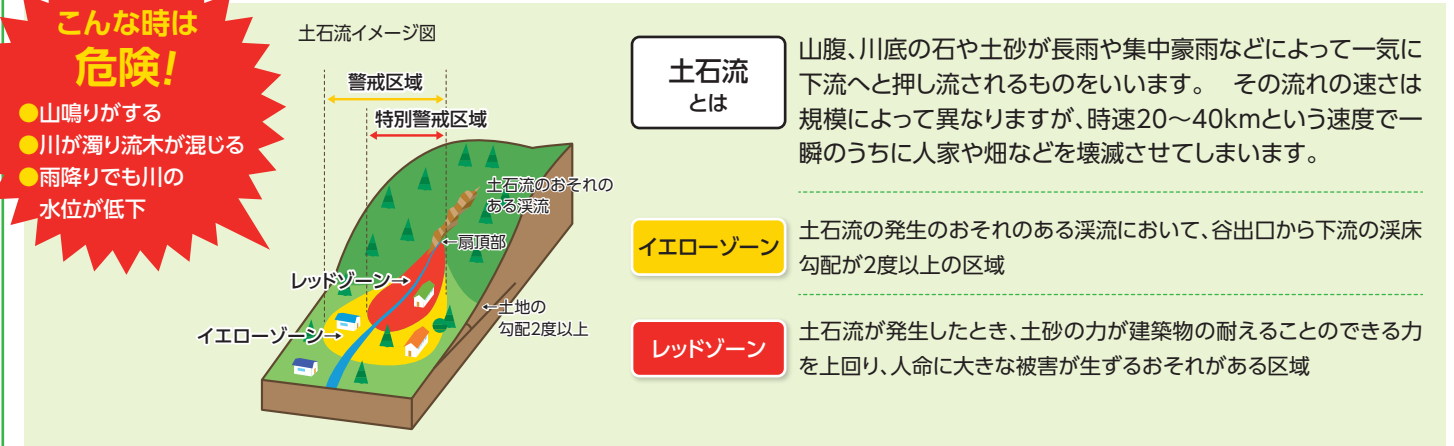 こんな時は
危険!
●山鳴りがする
●川が濁り流木が混じる
●雨降りでも川の
水位が低下
土石流イメージ図
警戒区域
特別警戒区域
土石流のおそれの
ある渓流
←扇頂部
レッドゾーン→
←土地の
勾配2度以上
イエローゾーン→
土石流
とは
山腹、川底の石や土砂が長雨や集中豪雨などによって一気に
下流へと押し流されるものをいいます。 その流れの速さは
規模によって異なりますが、時速20〜40kmという速度で一
瞬のうちに人家や畑などを壊滅させてしまいます。
イエローゾーン
土石流の発生のおそれのある渓流において、谷出口から下流の渓床
勾配が2度以上の区域
レッドゾーン
土石流が発生したとき、土砂の力が建築物の耐えることのできる力
を上回り、人命に大きな被害が生ずるおそれがある区域